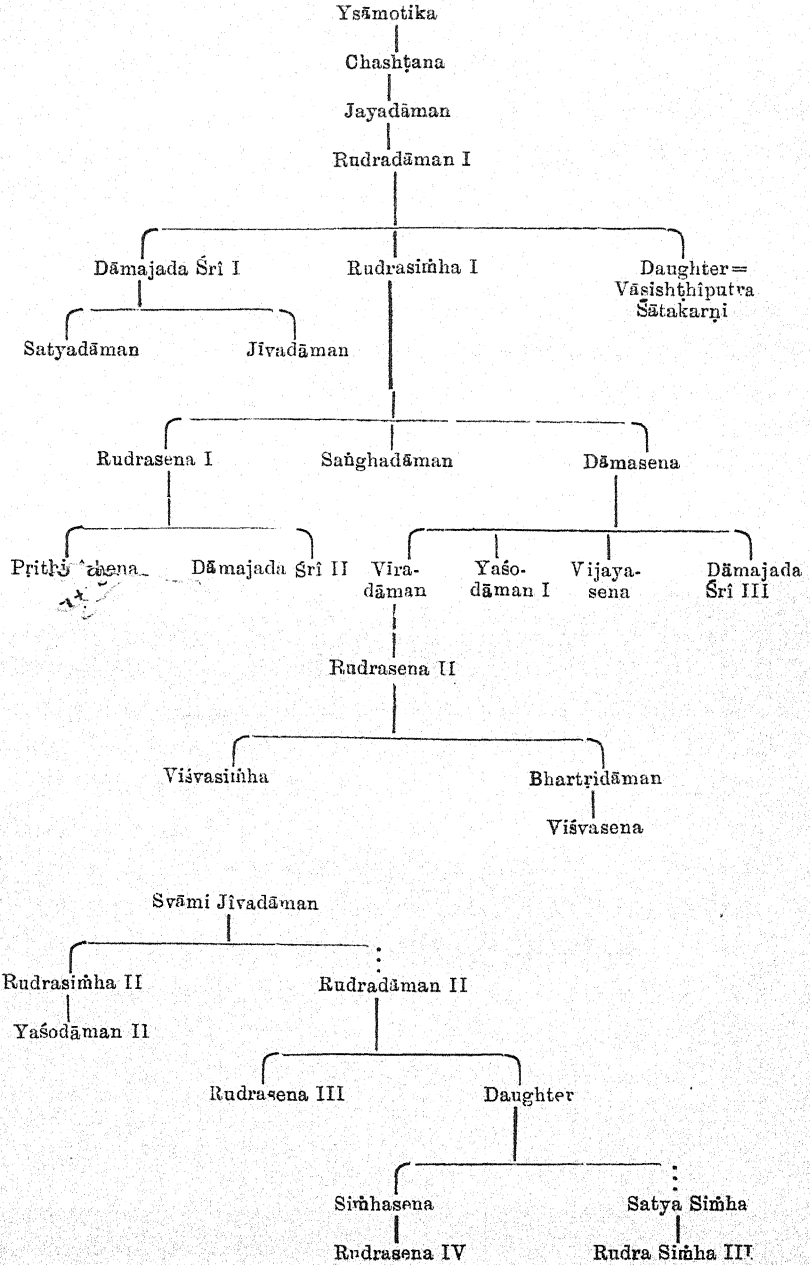 Ysāmotika
Chashṭana
Jayadāman
Rudradāman I
Dāmajada Śrî I Rudrasiṁha I Daughter=
Vāsishṭhîputra
Śātakarṇi
Satyadāman Jîvadāman
Rudrasena I Saṅghadāman Dāmasena
Dāmajada Śrî II Vîra-
dāman Yaśo-
dāman I Vijaya-
sena Dāmajada
Śrî III
Rudrasena II
Viśvasiṁha Bhartṛidāman
Viśvasena
Svāmi Jîvadāman
Rudrasiṁha II Rudradāman II
Yaśodāman II
Rudrasena III Daughter
Siṁhasena Satya Siṁha
Rudrasena IV Rudra Siṁha III